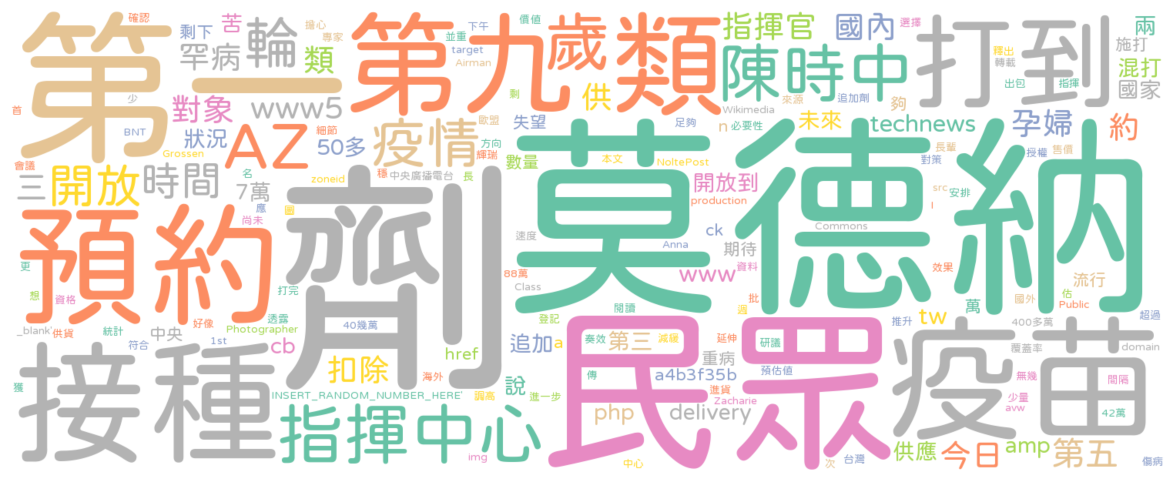 確認
剩下
苦
輪
第一
第九
歲
類
指揮官
國內
打到
兩
擔心
價值
下午
並重
target
專家
Airman
選擇
釋出
轉載
施打
罕病
類
陳時中
出包
指揮
混打
國家
對象
www5
供
剩
來源
追加劑
夠
少
首
BNT
狀況
AZ
細節
50多
疫情
歐盟
失望
Wikimedia
足夠
n
必要性
未來
technews
孕婦
約
Grossen
會議
三
開放
時間
名
7萬
zoneid
穩
輝瑞
中央廣播電台
方向
數量
長
本文
NoltePost
開放到
production
莫德納
長輩
對策
授權
售價
src
安排
應
尚未
國
預約
劑
速度
Anna
ck
期待
Commons
www
資料
Class
88萬
閱讀
批
週
效果
流行
萬
估
國外
Public
更
想
資格
打完
透露
_blank'
供貨
統計
中央
好像
Photographer
40幾萬
登記
推升
tw
400多萬
超過
符合
1st
cb
扣除
海外
href
追加
a
奏效
第三
減緩
延伸
研議
民眾
疫苗
覆蓋率
domain
接種
獲
傳
重病
進貨
預估值
無幾
間隔
INSERT_RANDOM_NUMBER_HERE'
調高
說
進一步
a4b3f35b
Zacharie
少量
avw
42萬
指揮中心
php
delivery
img
中心
次
台灣
供應
今日
amp
第五
傷病